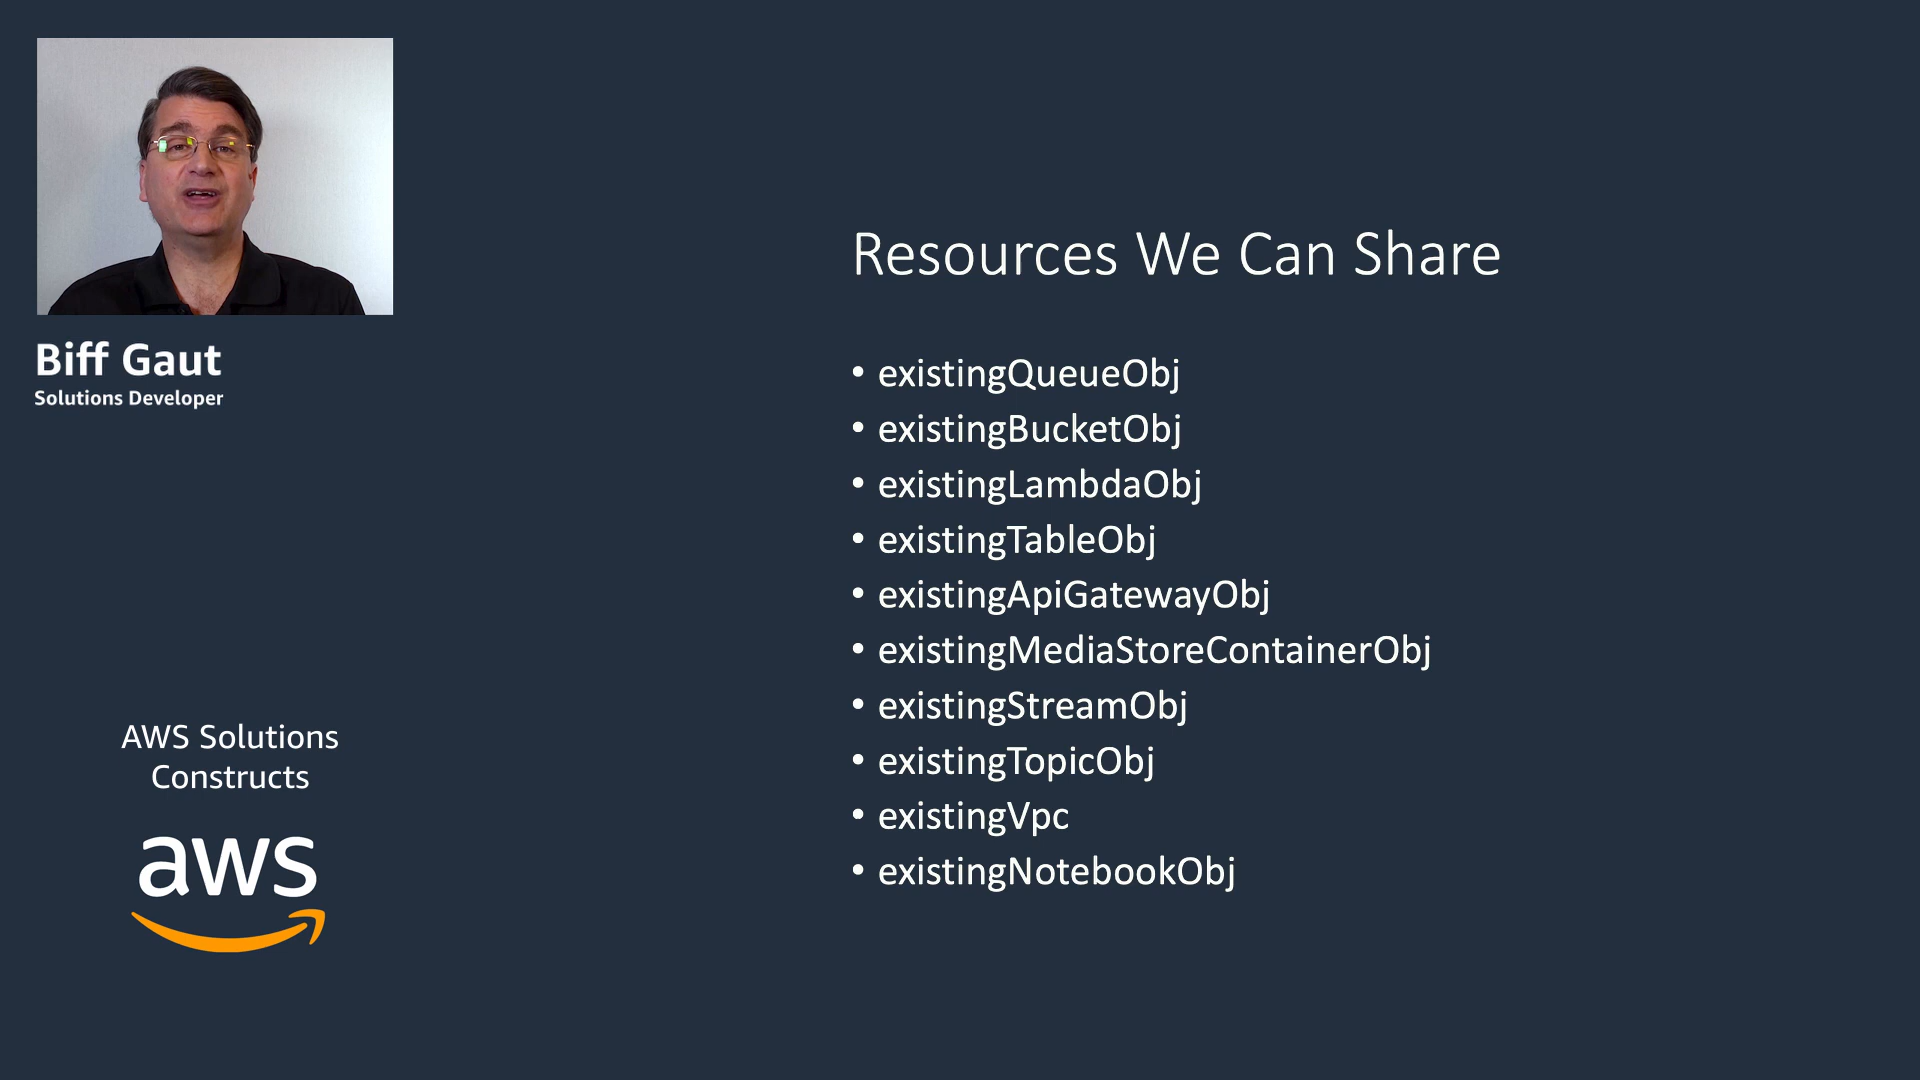 Biff Gaut
Solutions Developer
AWS Solutions
Constructs
aws
Resources We Can Share
• existingQueueObj
• existingBucketObj
• existingLambdaObj
• existingTableObj
• existingApiGatewayObj
• existingMediaStoreContainerObj
• existingStreamObj
• existingTopicObj
• existingVpc
• existingNotebookObj